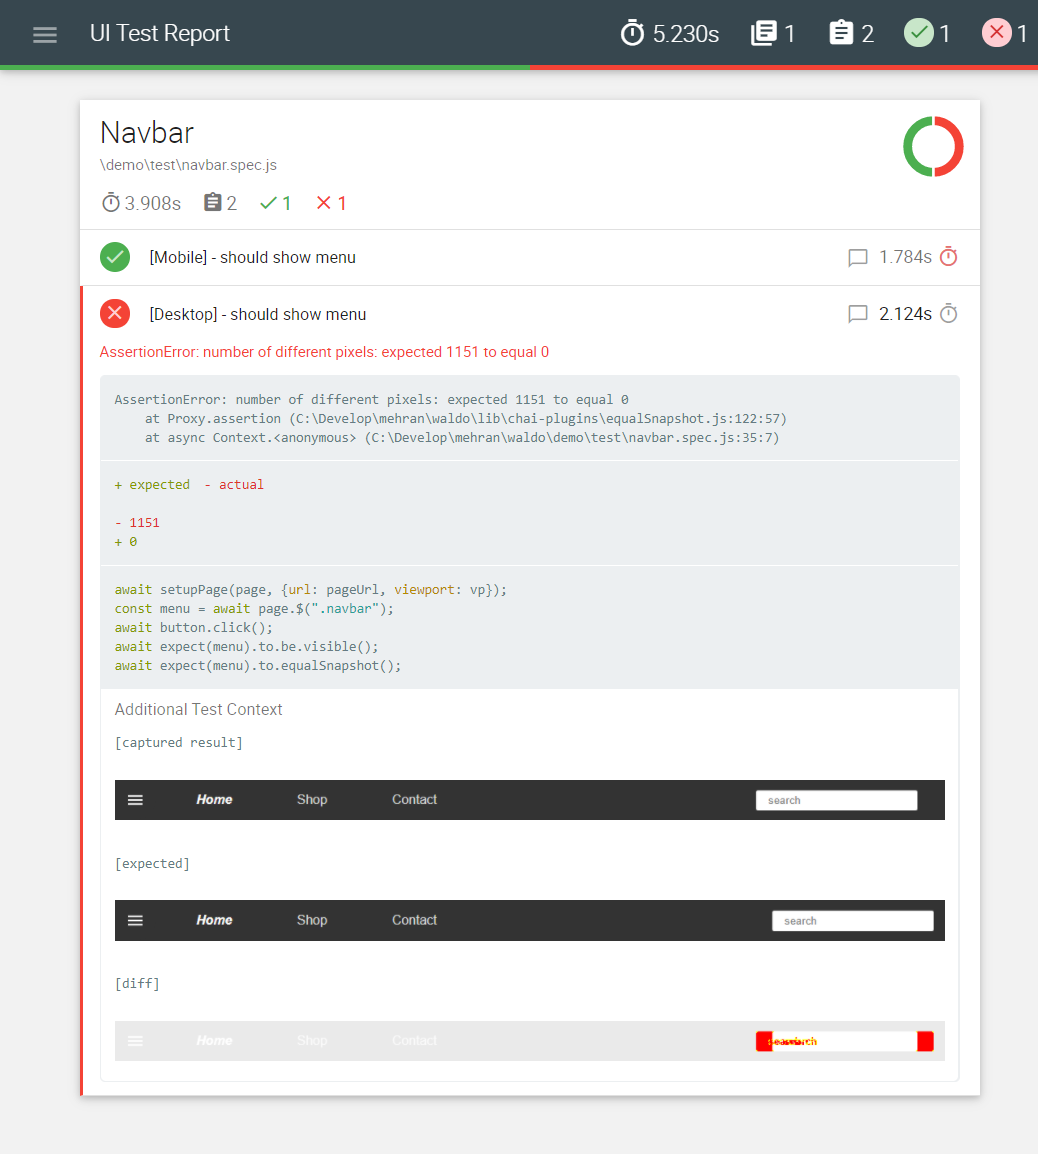 UI Test Report 5.230s 1 2 1 1
Navbar
\demo\test\navbar.spec.js
3.908s 2 1 1
[Mobile] - should show menu 1.784s
[Desktop] - should show menu 2.124s
AssertionError: number of different pixels: expected 1151 to equal 0
AssertionError: number of different pixels: expected 1151 to equal 0
at Proxy.assertion (C:\Develop\mehran\waldo\lib\chai-plugins\equalSnapshot.js:122:57)
at async Context.<anonymous> (C:\Develop\mehran\waldo\demo\test\navbar.spec.js:35:7)
+ expected - actual
- 1151
+ 0
await setupPage(page, {url: pageUrl, viewport: vp});
const menu = await page.$(".navbar");
await button.click();
await expect(menu).to.be.visible();
await expect(menu).to.equalSnapshot();
Additional Test Context
[captured result]
Home Shop Contact search
[expected]
Home Shop Contact search
[diff]
Home Shop Contact